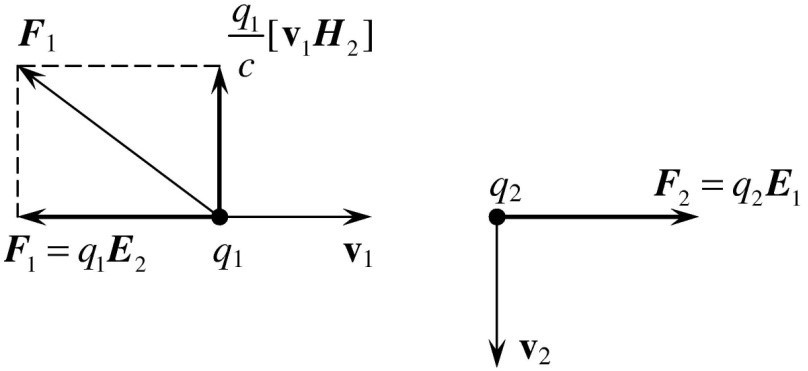 F₁
q₁/c [v₁H₂]
q₂
F₂ = q₂E₁
F₁ = q₁E₂
q₁
v₁
v₂